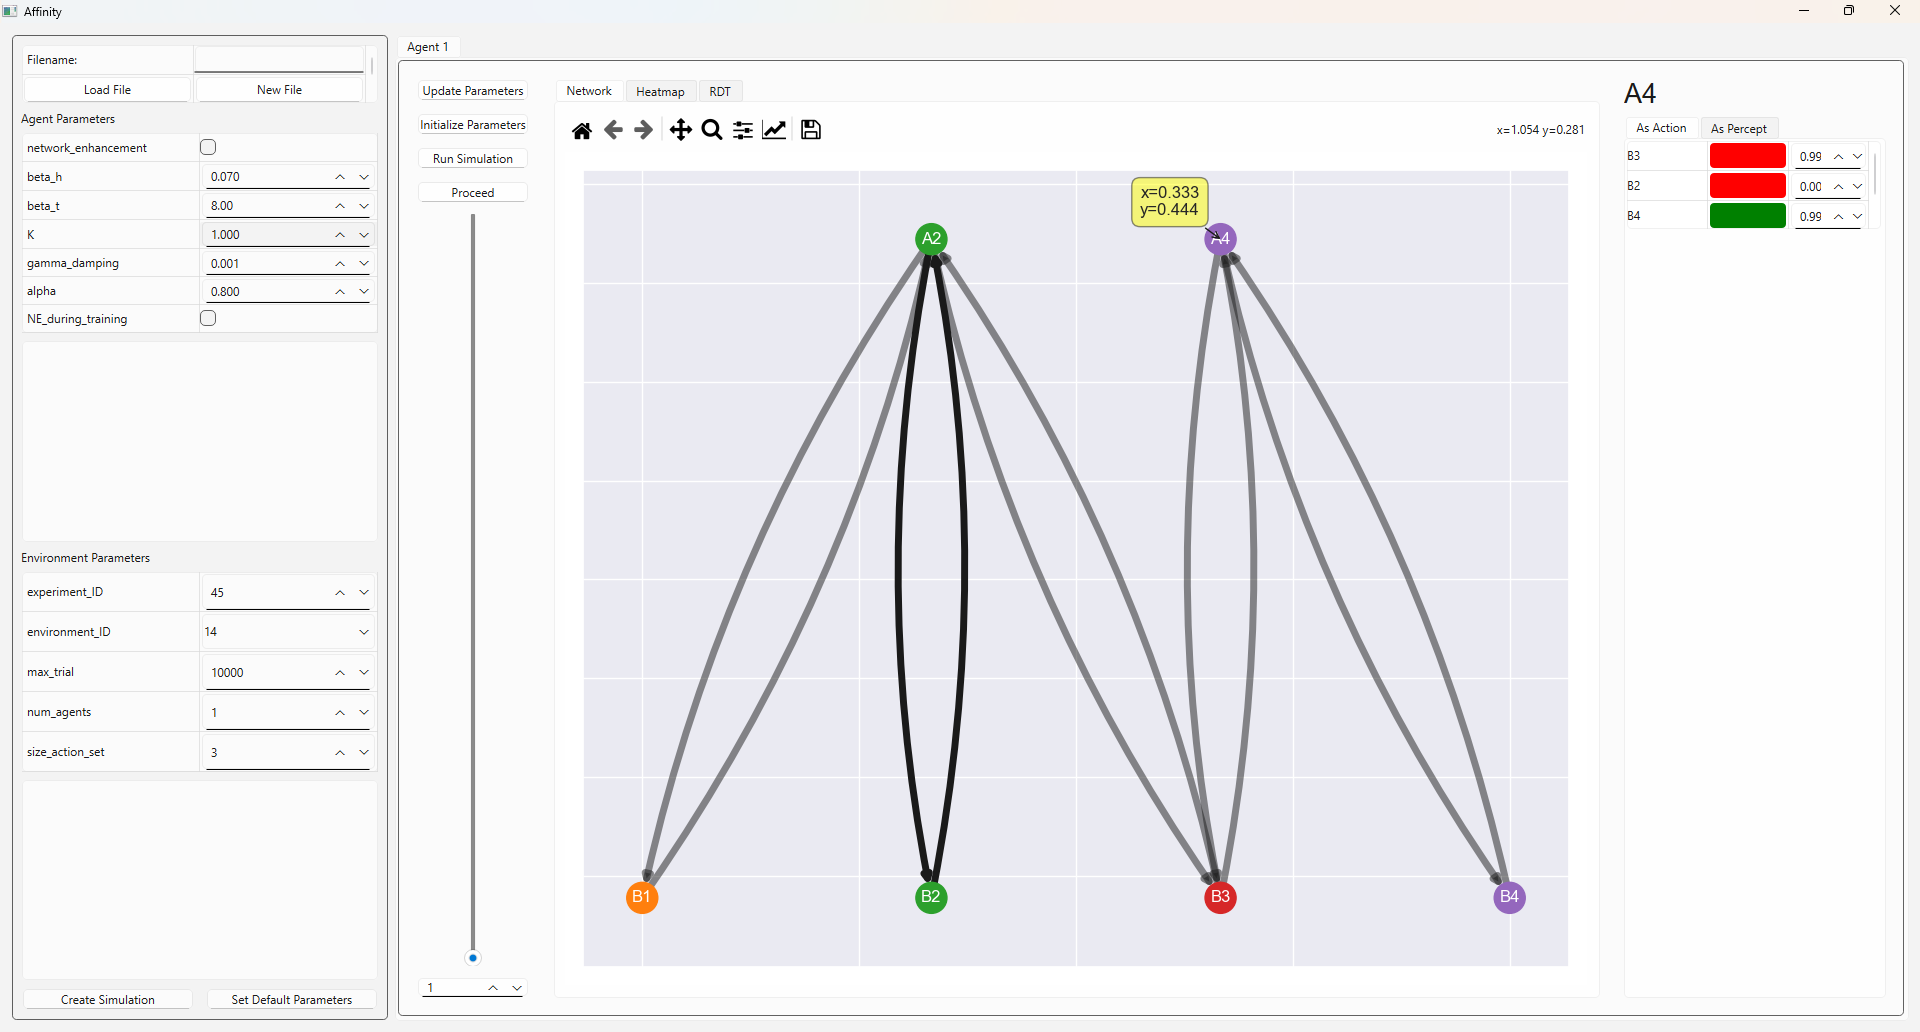 Affinity
Filename:
Load File
New File
Agent Parameters
network_enhancement
beta_h
0.070
beta_t
8.00
K
1.000
gamma_damping
0.001
alpha
0.800
NE_during_training
Environment Parameters
experiment_ID
45
environment_ID
14
max_trial
10000
num_agents
1
size_action_set
3
Create Simulation
Set Default Parameters
Agent 1
Update Parameters
Initialize Parameters
Run Simulation
Proceed
1
Network
Heatmap
RDT
x=1.054 y=0.281
x=0.333
y=0.444
A2
A4
B1
B2
B3
B4
A4
As Action
As Percept
B3
0.99
B2
0.00
B4
0.99